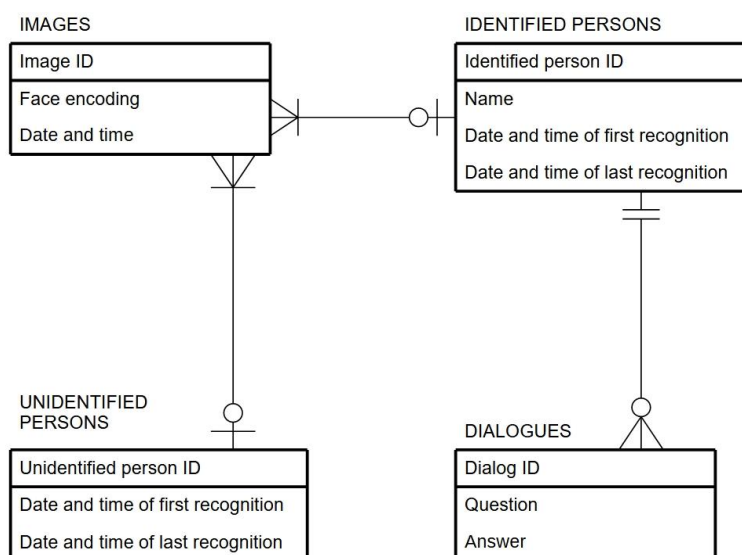 IMAGES
Image ID
Face encoding
Date and time
IDENTIFIED PERSONS
Identified person ID
Name
Date and time of first recognition
Date and time of last recognition
UNIDENTIFIED
PERSONS
Unidentified person ID
Date and time of first recognition
Date and time of last recognition
DIALOGUES
Dialog ID
Question
Answer